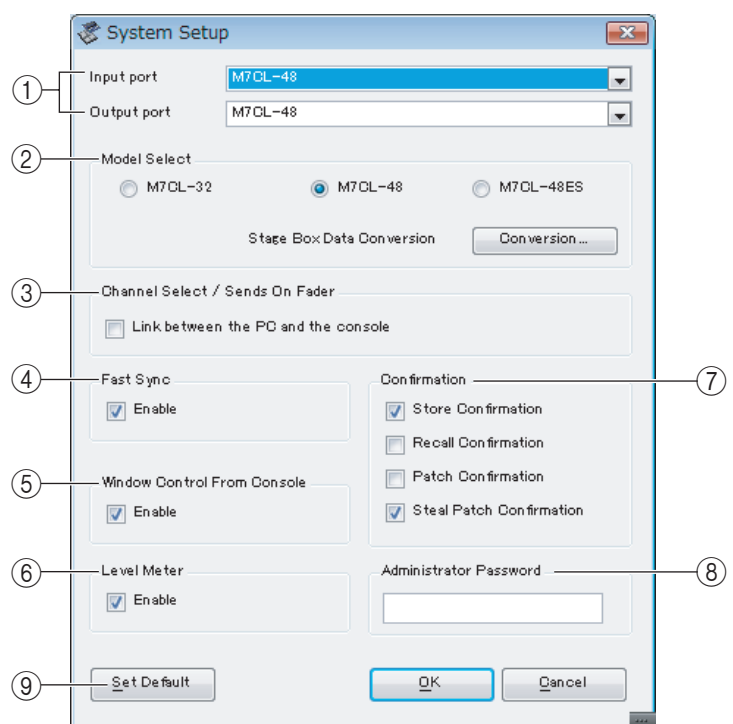 System Setup
① Input port M7CL-48
Output port M7CL-48
② Model Select
M7CL-32 M7CL-48 M7CL-48ES
Stage Box Data Conversion Conversion ...
③ Channel Select / Sends On Fader
Link between the PC and the console
④ Fast Sync
Enable
Confirmation ⑦
Store Confirmation
Recall Confirmation
Patch Confirmation
Steal Patch Confirmation
⑤ Window Control From Console
Enable
⑥ Level Meter
Enable
Administrator Password ⑧
⑨ Set Default OK Cancel